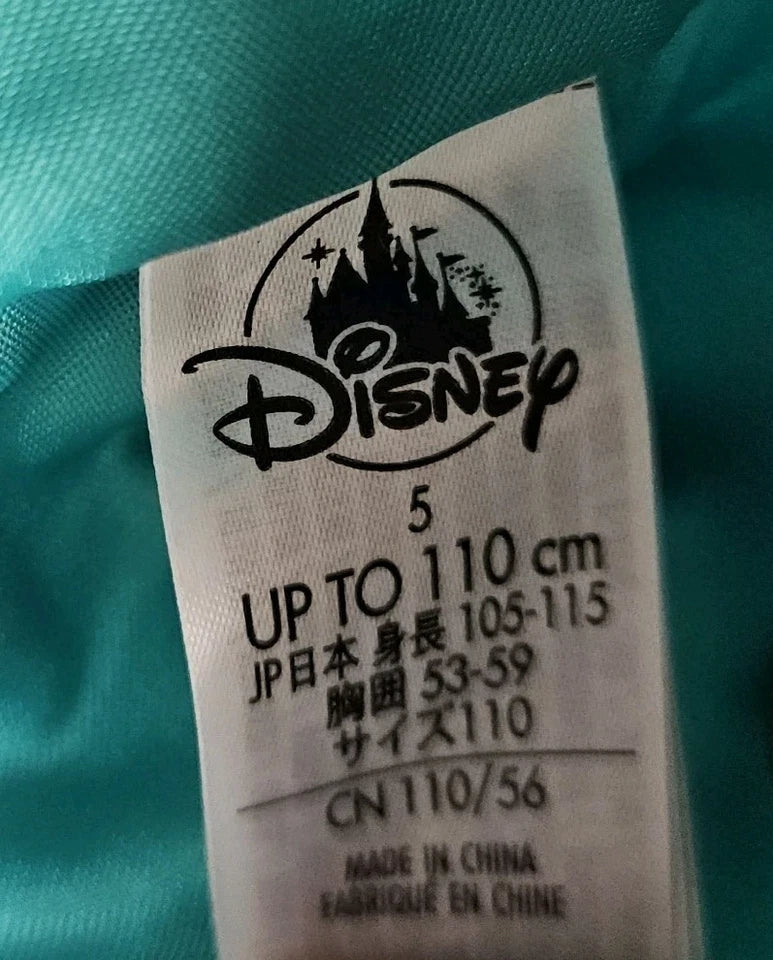 Disney
5
UP TO 110 cm
JP日本 身長 105-115
胸囲 53-59
サイズ110
CN 110/56
MADE IN CHINA
FABRIQUÉ EN CHINE